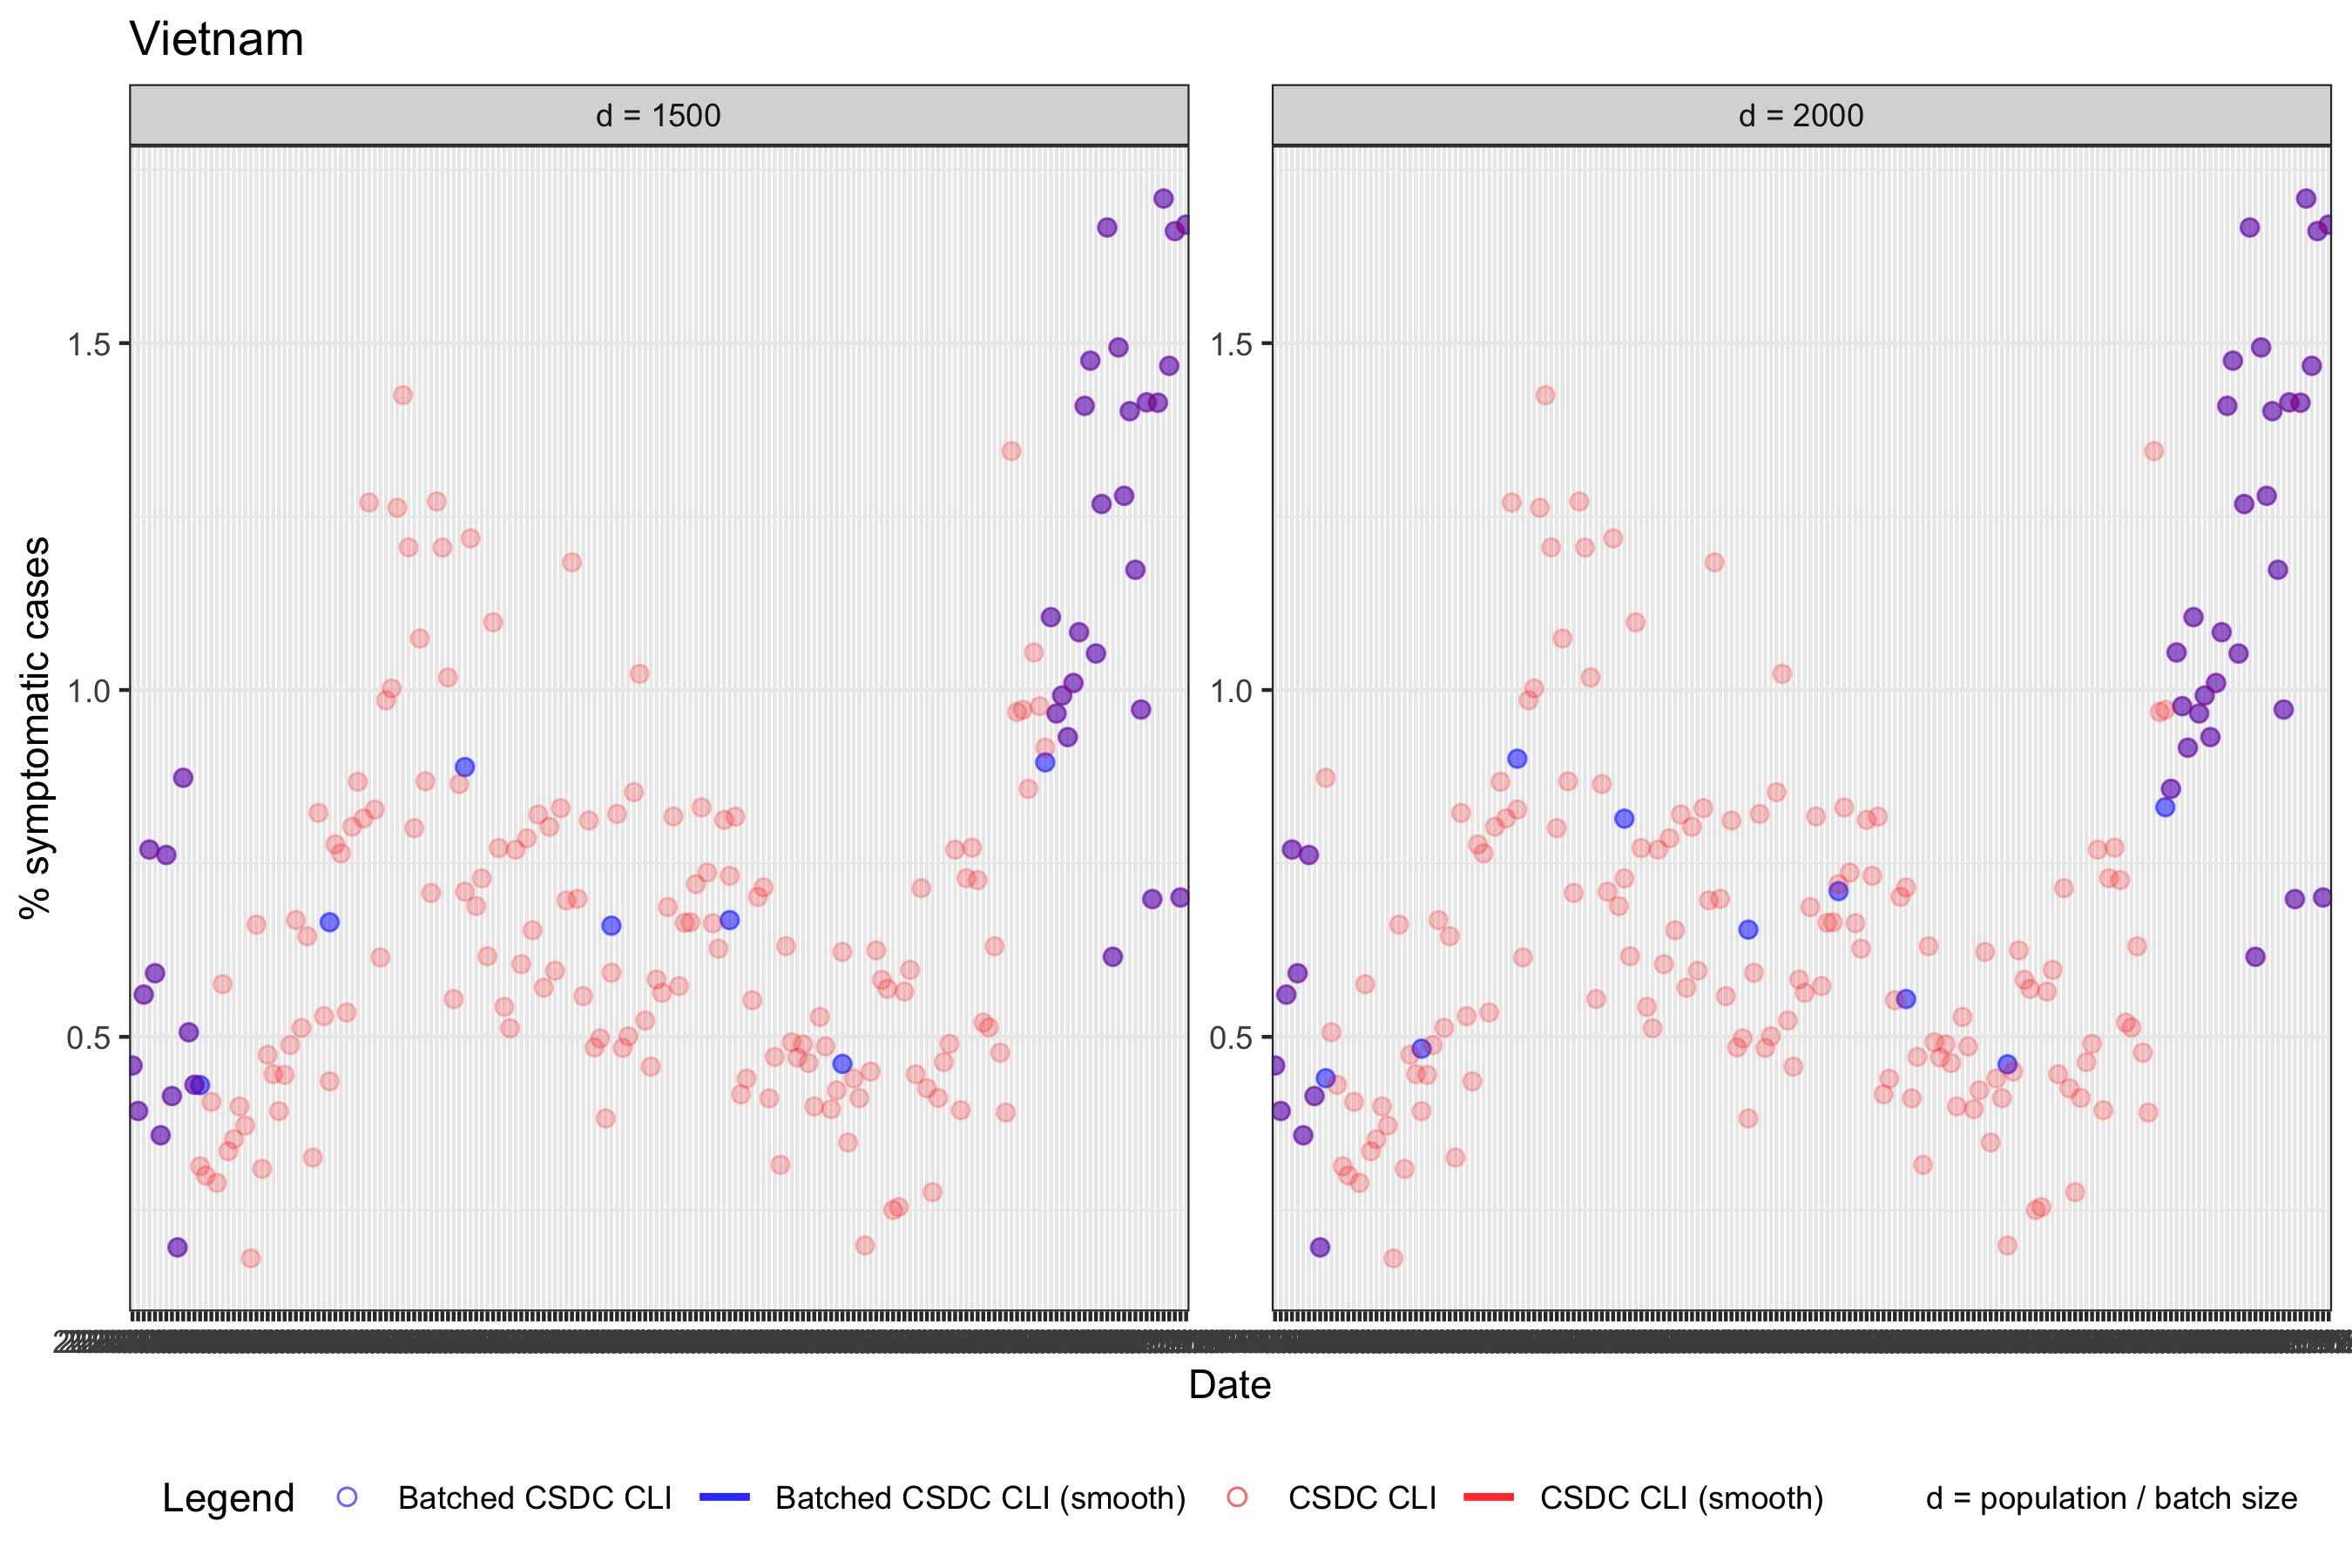 Vietnam
d = 1500
d = 2000
% symptomatic cases
1.5
1.0
0.5
1.5
1.0
0.5
Date
Legend
Batched CSDC CLI
Batched CSDC CLI (smooth)
CSDC CLI
CSDC CLI (smooth)
d = population / batch size